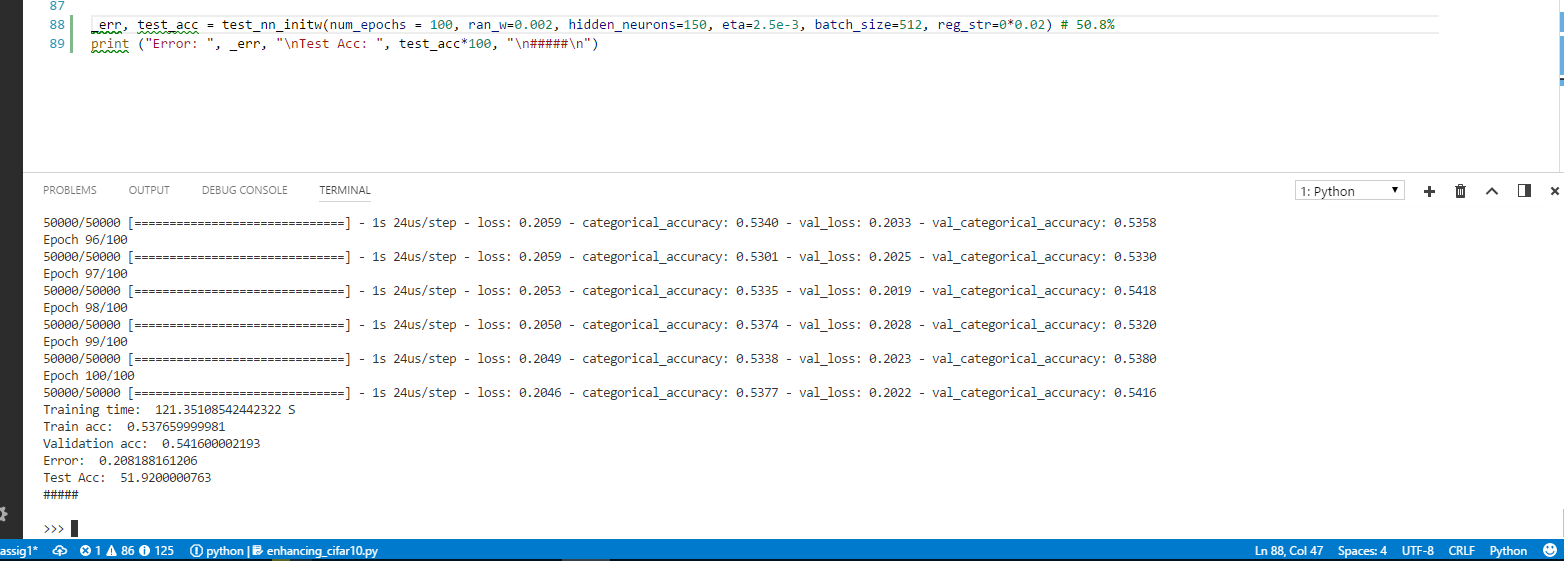 87
88 _err, test_acc = test_nn_initw(num_epochs = 100, ran_w=0.002, hidden_neurons=150, eta=2.5e-3, batch_size=512, reg_str=0*0.02) # 50.8%
89 print ("Error: ", _err, "\nTest Acc: ", test_acc*100, "\n#####\n")
PROBLEMS OUTPUT DEBUG CONSOLE TERMINAL 1: Python
50000/50000 [==============================] - 1s 24us/step - loss: 0.2059 - categorical_accuracy: 0.5340 - val_loss: 0.2033 - val_categorical_accuracy: 0.5358
Epoch 96/100
50000/50000 [==============================] - 1s 24us/step - loss: 0.2059 - categorical_accuracy: 0.5301 - val_loss: 0.2025 - val_categorical_accuracy: 0.5330
Epoch 97/100
50000/50000 [==============================] - 1s 24us/step - loss: 0.2053 - categorical_accuracy: 0.5335 - val_loss: 0.2019 - val_categorical_accuracy: 0.5418
Epoch 98/100
50000/50000 [==============================] - 1s 24us/step - loss: 0.2050 - categorical_accuracy: 0.5374 - val_loss: 0.2028 - val_categorical_accuracy: 0.5320
Epoch 99/100
50000/50000 [==============================] - 1s 24us/step - loss: 0.2049 - categorical_accuracy: 0.5338 - val_loss: 0.2023 - val_categorical_accuracy: 0.5380
Epoch 100/100
50000/50000 [==============================] - 1s 24us/step - loss: 0.2046 - categorical_accuracy: 0.5377 - val_loss: 0.2022 - val_categorical_accuracy: 0.5416
Training time:  121.35108542442322 S
Train acc:  0.537659999981
Validation acc:  0.541600002193
Error:  0.208188161206
Test Acc:  51.9200000763
#####
>>>
assig1* 1 86 125 python | enhancing_cifar10.py Ln 88, Col 47 Spaces: 4 UTF-8 CRLF Python